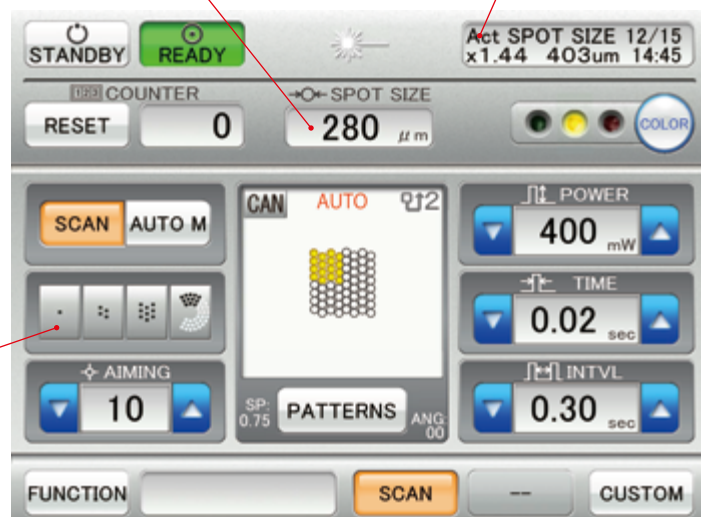 STANDBY READY
Act SPOT SIZE 12/15
x1.44 403um 14:45
123 COUNTER
SPOT SIZE
RESET 0
280 μm
COLOR
SCAN AUTO M
CAN AUTO 2
POWER
400 mW
TIME
0.02 sec
AIMING
10
SP:
0.75
PATTERNS
ANG:
00
INTVL
0.30 sec
FUNCTION
SCAN
--
CUSTOM